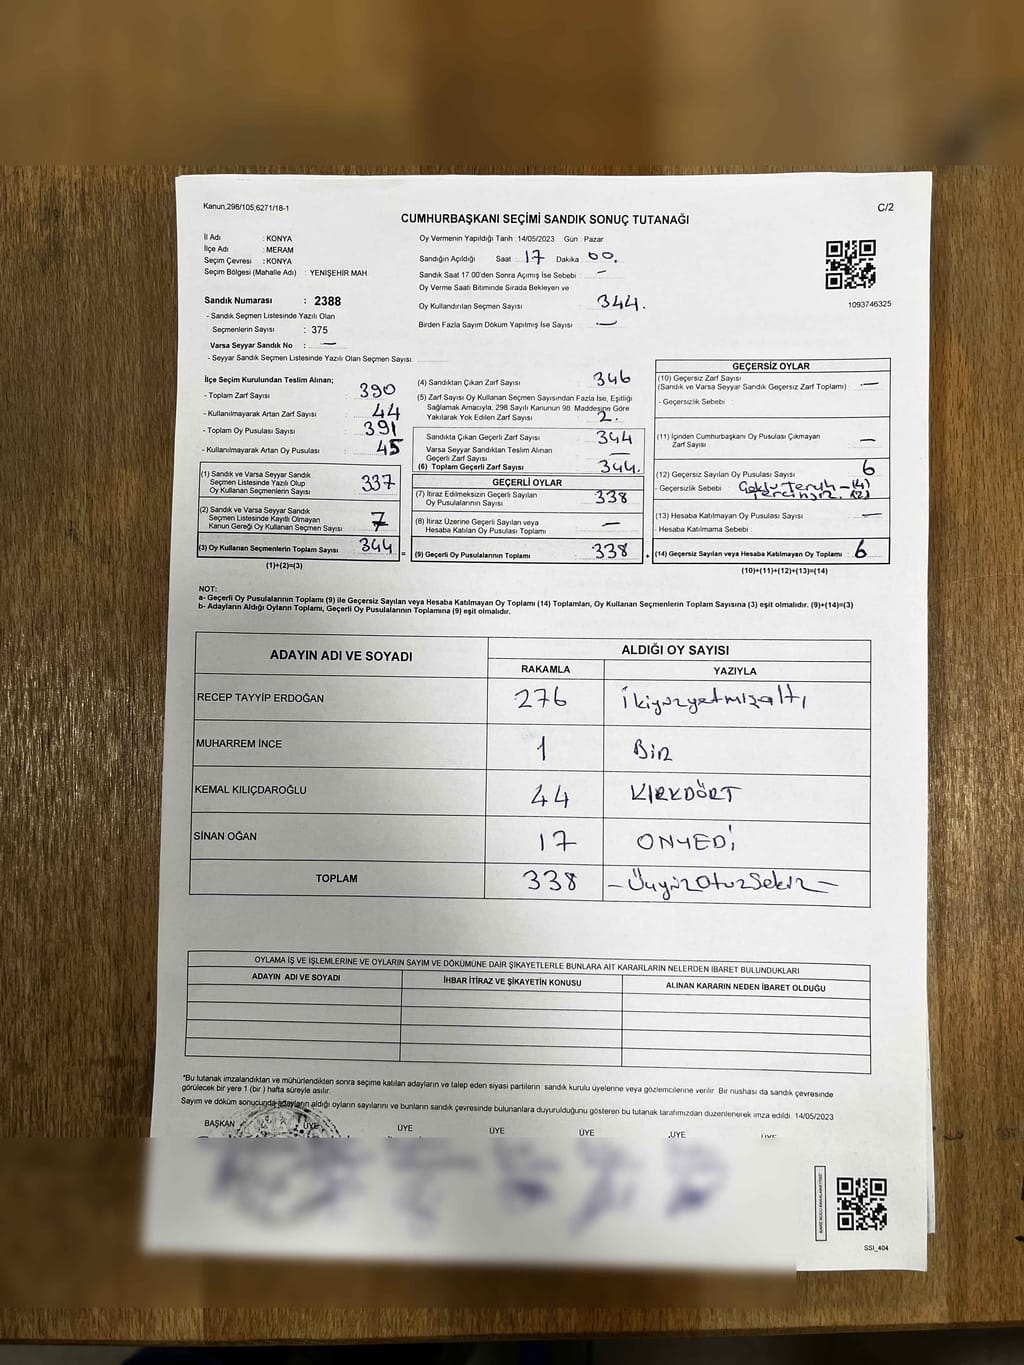 Kanun,298/105;6271/18-1
C/2
CUMHURBAŞKANI SEÇİMİ SANDIK SONUÇ TUTANAĞI
İl Adı : KONYA
İlçe Adı : MERAM
Seçim Çevresi : KONYA
Seçim Bölgesi (Mahalle Adı) : YENİŞEHİR MAH
Sandık Numarası : 2388
- Sandık Seçmen Listesinde Yazılı Olan
Seçmenlerin Sayısı : 375
Varsa Seyyar Sandık No : —
- Seyyar Sandık Seçmen Listesinde Yazılı Olan Seçmen Sayısı:
Oy Vermenin Yapıldığı Tarih :14/05/2023 Gün : Pazar
Sandığın Açıldığı Saat : 17 Dakika : 00.
Sandık Saat 17.00'den Sonra Açımış İse Sebebi : —
Oy Verme Saati Bitiminde Sırada Bekleyen ve
Oy Kullandırılan Seçmen Sayısı : 344.
Birden Fazla Sayım Döküm Yapılmış İse Sayısı : —
1093746325
İlçe Seçim Kurulundan Teslim Alınan;
- Toplam Zarf Sayısı : 390
- Kullanılmayarak Artan Zarf Sayısı : 44
- Toplam Oy Pusulası Sayısı : 391
- Kullanılmayarak Artan Oy Pusulası : 45
(1) Sandık ve Varsa Seyyar Sandık
Seçmen Listesinde Yazılı Olup
Oy Kullanan Seçmenlerin Sayısı : 337
(2) Sandık ve Varsa Seyyar Sandık
Seçmen Listesinde Kayıtlı Olmayan
Kanun Gereği Oy Kullanan Seçmen Sayısı : 7
(3) Oy Kullanan Seçmenlerin Toplam Sayısı : 344
(1)+(2)=(3)
(4) Sandıktan Çıkan Zarf Sayısı : 346
(5) Zarf Sayısı Oy Kullanan Seçmen Sayısından Fazla İse, Eşitliği
Sağlamak Amacıyla; 298 Sayılı Kanunun 98. Maddesine Göre
Yakılarak Yok Edilen Zarf Sayısı : 2.
Sandıkla Çıkan Geçerli Zarf Sayısı : 344
Varsa Seyyar Sandıktan Teslim Alınan
Geçerli Zarf Sayısı : —
(6) Toplam Geçerli Zarf Sayısı : 344.
=
GEÇERLİ OYLAR
(7) İtiraz Edilmeksizin Geçerli Sayılan
Oy Pusulalarının Sayısı : 338
(8) İtiraz Üzerine Geçerli Sayılan veya
Hesaba Katılan Oy Pusulası Sayısı : —
(9) Geçerli Oy Pusulalarının Toplamı : 338
+
GEÇERSİZ OYLAR
(10) Geçersiz Zarf Sayısı
(Sandık ve Varsa Seyyar Sandık Geçersiz Zarf Toplamı) : —
- Geçersizlik Sebebi :
(11) İçinden Cumhurbaşkanı Oy Pusulası Çıkmayan
Zarf Sayısı : —
(12) Geçersiz Sayılan Oy Pusulası Sayısı : 6
- Geçersizlik Sebebi : Çoklu Tercih - (4)
(2)
(13) Hesaba Katılmayan Oy Pusulası Sayısı : —
- Hesaba Katılmama Sebebi :
(14) Geçersiz Sayılan veya Hesaba Katılmayan Oy Toplamı : 6
(10)+(11)+(12)+(13)=(14)
NOT:
a- Geçerli Oy Pusulalarının Toplamı (9) ile Geçersiz Sayılan veya Hesaba Katılmayan Oy Toplamı (14) Toplamları, Oy Kullanan Seçmenlerin Toplam Sayısına (3) eşit olmalıdır. (9)+(14)=(3)
b- Adayların Aldığı Oyların Toplamı, Geçerli Oy Pusulalarının Toplamına (9) eşit olmalıdır.
ADAYIN ADI VE SOYADI ALDIĞI OY SAYISI
RAKAMLA YAZIYLA
RECEP TAYYİP ERDOĞAN 276 İkiyüzyetmişaltı
MUHARREM İNCE 1 BİR
KEMAL KILIÇDAROĞLU 44 KIRKDÖRT
SİNAN OĞAN 17 ONYEDİ
TOPLAM 338 - ÜçyüzOtuzSekiz -
OYLAMA İŞ VE İŞLEMLERİNE VE OYLARIN SAYIM VE DÖKÜMÜNE DAİR ŞİKAYETLERLE BUNLARA AİT KARARLARIN NELERDEN İBARET BULUNDUKLARI
ADAYIN ADI VE SOYADI İHBAR İTİRAZ VE ŞİKAYETİN KONUSU ALINAN KARARIN NEDEN İBARET OLDUĞU
*Bu tutanak imzalandıktan ve mühürlendikten sonra seçime katılan adayların ve talep eden siyasi partilerin sandık kurulu üyelerine veya gözlemcilerine verilir. Bir nüshası da sandık çevresinde
görülecek bir yere 1 (bir ) hafta süreyle asılır.
Sayım ve döküm sonucunda adayların aldığı oyların sayılarını ve bunların sandık çevresinde bulunanlara duyurulduğunu gösteren bu tutanak tarafımızdan düzenlenerek imza edildi. 14/05/2023
BAŞKAN ÜYE ÜYE ÜYE ÜYE ÜYE ÜYE
SSI_404